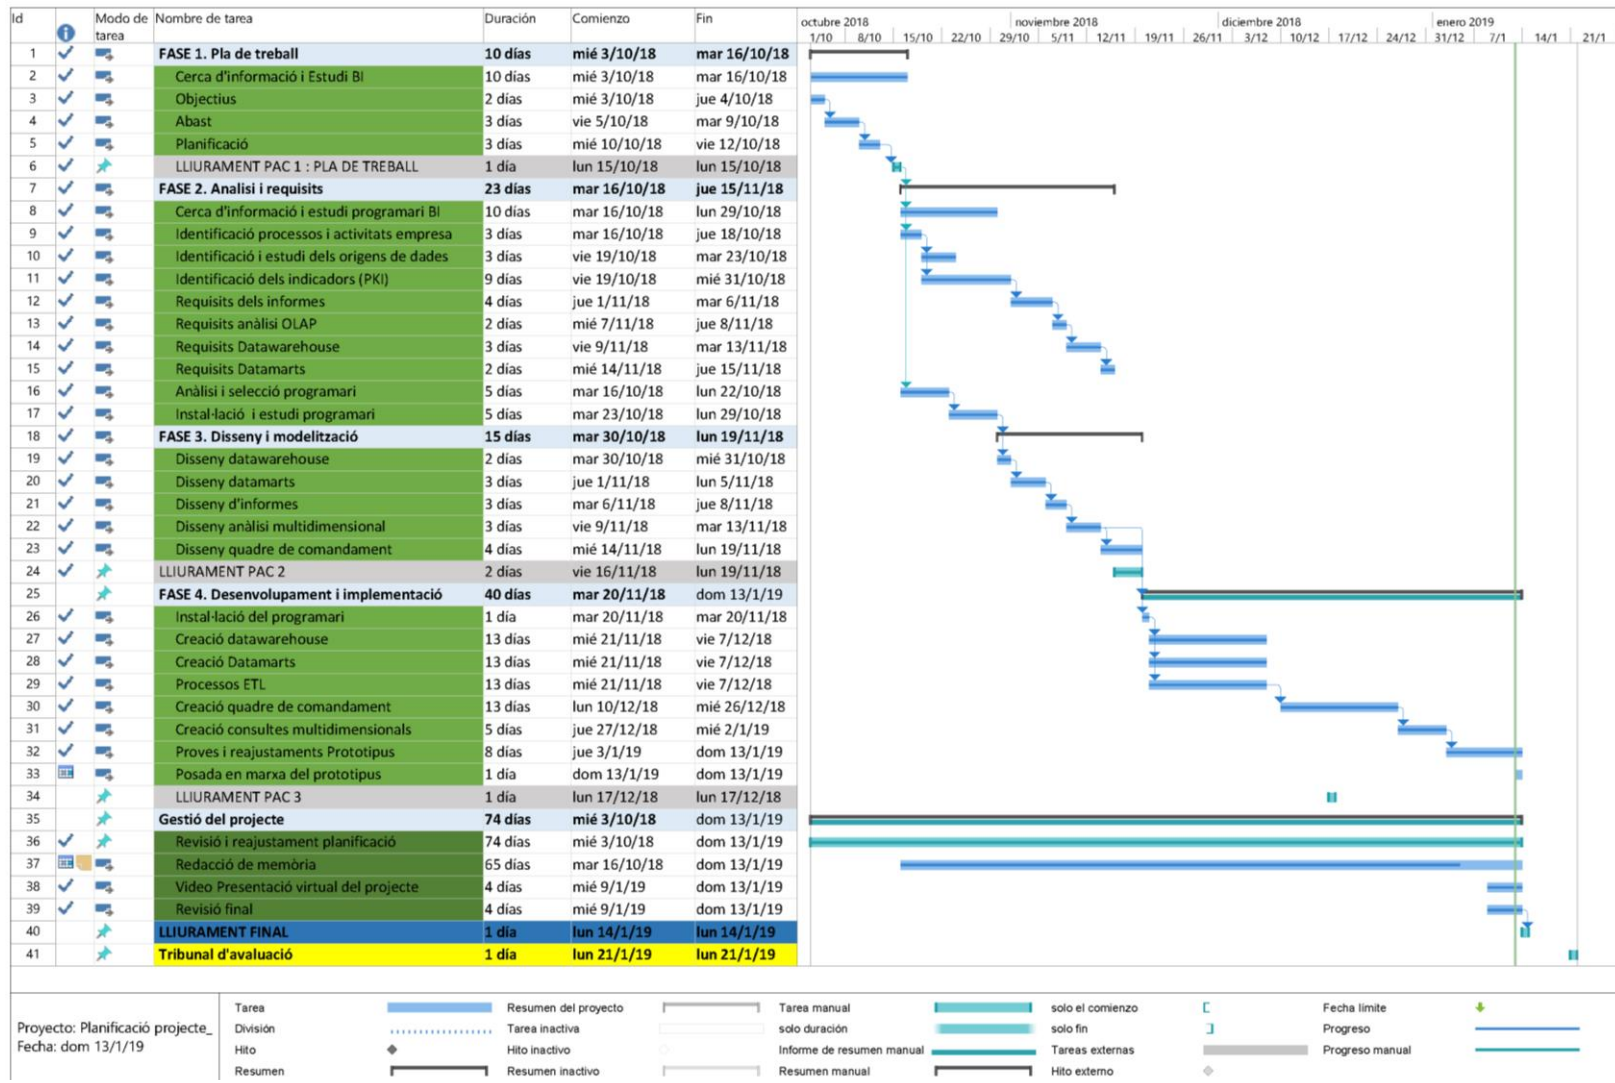 Id Modo de tarea Nombre de tarea Duración Comienzo Fin
octubre 2018 noviembre 2018 diciembre 2018 enero 2019
1/10 8/10 15/10 22/10 29/10 5/11 12/11 19/11 26/11 3/12 10/12 17/12 24/12 31/12 7/1 14/1 21/1
1 FASE 1. Pla de treball 10 días mié 3/10/18 mar 16/10/18
2 Cerca d'informació i Estudi BI 10 días mié 3/10/18 mar 16/10/18
3 Objectius 2 días mié 3/10/18 jue 4/10/18
4 Abast 3 días vie 5/10/18 mar 9/10/18
5 Planificació 3 días mié 10/10/18 vie 12/10/18
6 LLIURAMENT PAC 1 : PLA DE TREBALL 1 día lun 15/10/18 lun 15/10/18
7 FASE 2. Analisi i requisits 23 días mar 16/10/18 jue 15/11/18
8 Cerca d'informació i estudi programari BI 10 días mar 16/10/18 lun 29/10/18
9 Identificació processos i activitats empresa 3 días mar 16/10/18 jue 18/10/18
10 Identificació i estudi dels origens de dades 3 días vie 19/10/18 mar 23/10/18
11 Identificació dels indicadors (PKI) 9 días vie 19/10/18 mié 31/10/18
12 Requisits dels informes 4 días jue 1/11/18 mar 6/11/18
13 Requisits anàlisi OLAP 2 días mié 7/11/18 jue 8/11/18
14 Requisits Datawarehouse 3 días vie 9/11/18 mar 13/11/18
15 Requisits Datamarts 2 días mié 14/11/18 jue 15/11/18
16 Anàlisi i selecció programari 5 días mar 16/10/18 lun 22/10/18
17 Instal·lació i estudi programari 5 días mar 23/10/18 lun 29/10/18
18 FASE 3. Disseny i modelització 15 días mar 30/10/18 lun 19/11/18
19 Disseny datawarehouse 2 días mar 30/10/18 mié 31/10/18
20 Disseny datamarts 3 días jue 1/11/18 lun 5/11/18
21 Disseny d'informes 3 días mar 6/11/18 jue 8/11/18
22 Disseny anàlisi multidimensional 3 días vie 9/11/18 mar 13/11/18
23 Disseny quadre de comandament 4 días mié 14/11/18 lun 19/11/18
24 LLIURAMENT PAC 2 2 días vie 16/11/18 lun 19/11/18
25 FASE 4. Desenvolupament i implementació 40 días mar 20/11/18 dom 13/1/19
26 Instal·lació del programari 1 día mar 20/11/18 mar 20/11/18
27 Creació datawarehouse 13 días mié 21/11/18 vie 7/12/18
28 Creació Datamarts 13 días mié 21/11/18 vie 7/12/18
29 Processos ETL 13 días mié 21/11/18 vie 7/12/18
30 Creació quadre de comandament 13 días lun 10/12/18 mié 26/12/18
31 Creació consultes multidimensionals 5 días jue 27/12/18 mié 2/1/19
32 Proves i reajustaments Prototipus 8 días jue 3/1/19 dom 13/1/19
33 Posada en marxa del prototipus 1 día dom 13/1/19 dom 13/1/19
34 LLIURAMENT PAC 3 1 día lun 17/12/18 lun 17/12/18
35 Gestió del projecte 74 días mié 3/10/18 dom 13/1/19
36 Revisió i reajustament planificació 74 días mié 3/10/18 dom 13/1/19
37 Redacció de memòria 65 días mar 16/10/18 dom 13/1/19
38 Video Presentació virtual del projecte 4 días mié 9/1/19 dom 13/1/19
39 Revisió final 4 días mié 9/1/19 dom 13/1/19
40 LLIURAMENT FINAL 1 día lun 14/1/19 lun 14/1/19
41 Tribunal d'avaluació 1 día lun 21/1/19 lun 21/1/19
Proyecto: Planificació projecte_
Fecha: dom 13/1/19
Tarea Resumen del proyecto Tarea manual solo el comienzo Fecha límite
División Tarea inactiva solo duración solo fin Progreso
Hito Hito inactivo Informe de resumen manual Tareas externas Progreso manual
Resumen Resumen inactivo Resumen manual Hito externo